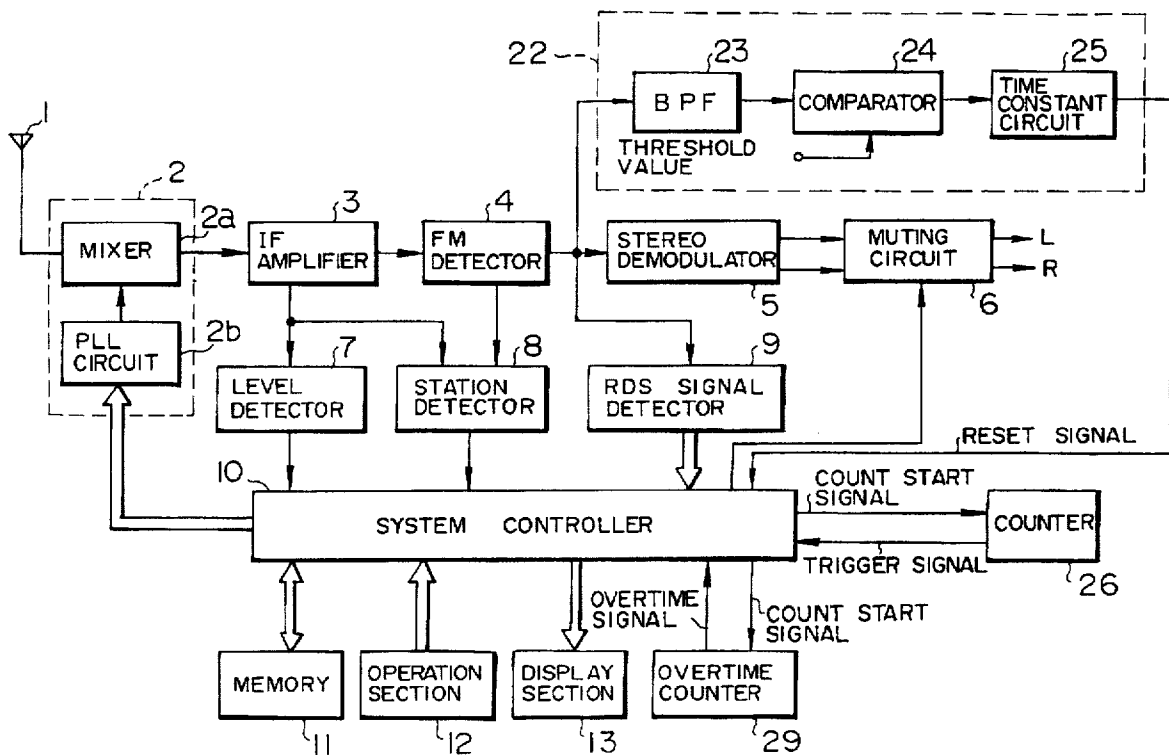 22
23
24
25
BPF
COMPARATOR
TIME
CONSTANT
CIRCUIT
THRESHOLD
VALUE
1
2
2a
MIXER
2b
PLL
CIRCUIT
3
IF
AMPLIFIER
4
FM
DETECTOR
STEREO
DEMODULATOR
5
MUTING
CIRCUIT
6
L
R
7
LEVEL
DETECTOR
8
STATION
DETECTOR
9
RDS SIGNAL
DETECTOR
RESET SIGNAL
10
SYSTEM CONTROLLER
COUNT START
SIGNAL
COUNTER
26
TRIGGER SIGNAL
OVERTIME
SIGNAL
COUNT START
SIGNAL
MEMORY
11
OPERATION
SECTION
12
DISPLAY
SECTION
13
OVERTIME
COUNTER
29